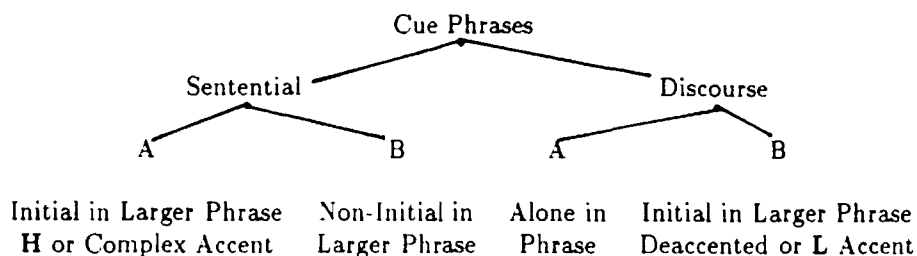 Cue Phrases
Sentential Discourse
A B A B
Initial in Larger Phrase Non-Initial in Alone in Initial in Larger Phrase
H or Complex Accent Larger Phrase Phrase Deaccented or L Accent